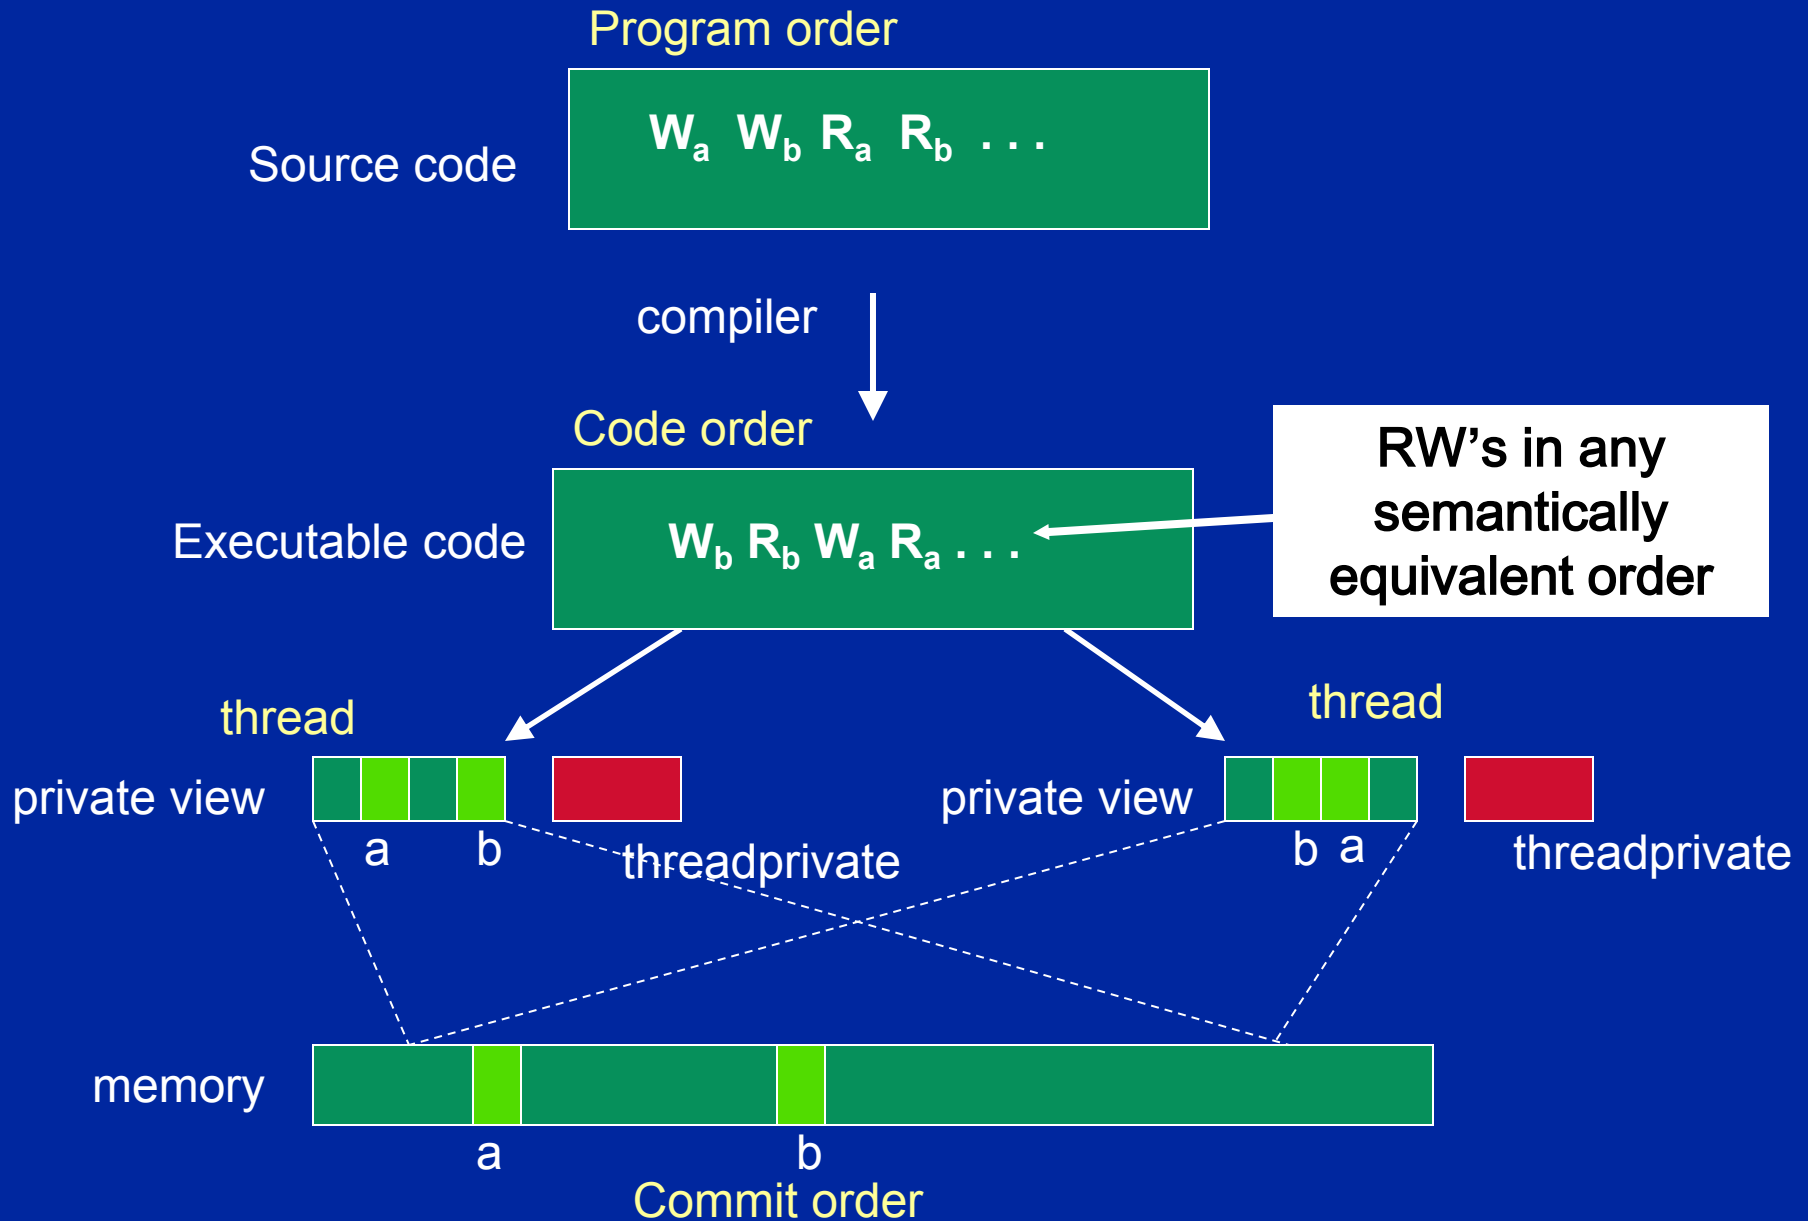 Program order
W_a W_b R_a R_b . . .
Source code
compiler
Code order
RW’s in any
semantically
equivalent order
Executable code
W_b R_b W_a R_a . . .
thread
thread
private view
private view
a b
b a
threadprivate
threadprivate
memory
a b
Commit order